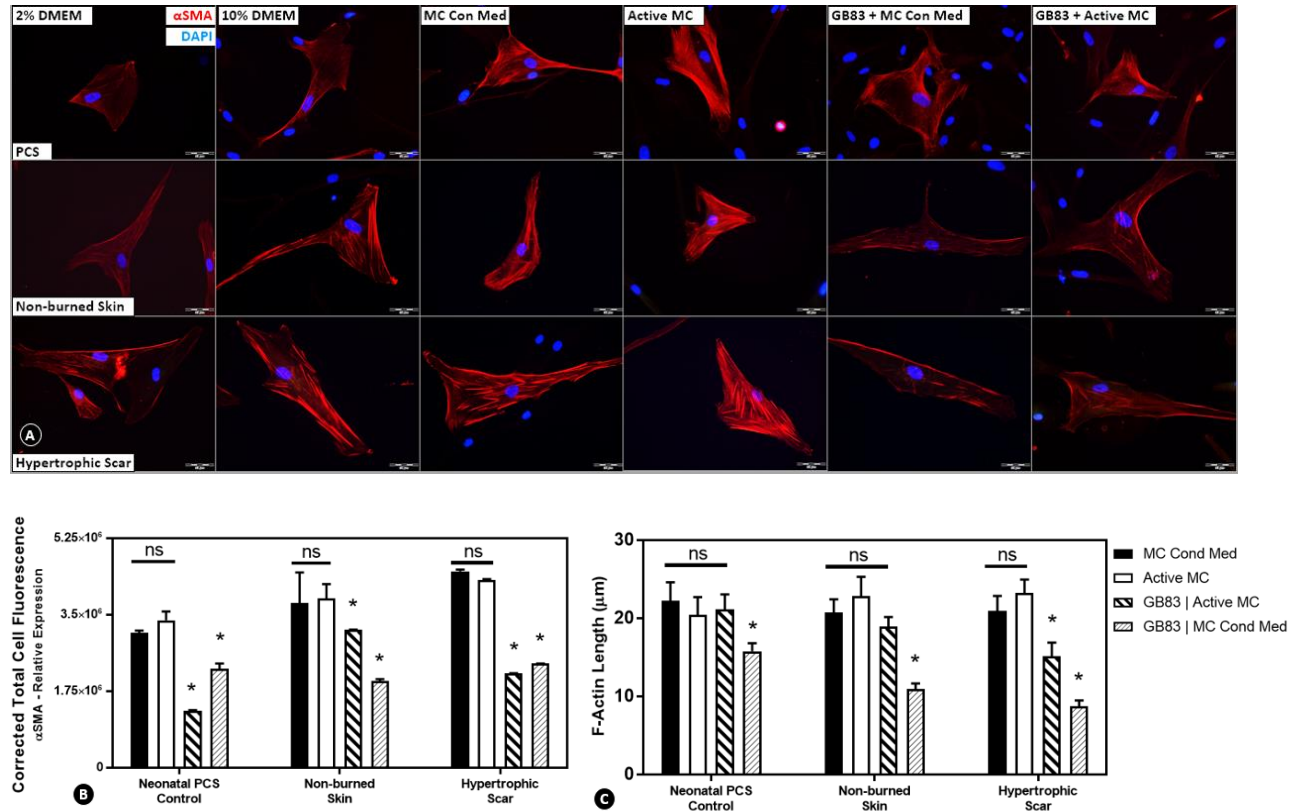 2% DMEM αSMA 10% DMEM MC Con Med Active MC GB83 + MC Con Med GB83 + Active MC
DAPI
PCS
Non-burned Skin
A
Hypertrophic Scar
Corrected Total Cell Fluorescence
αSMA - Relative Expression
5.25×10⁶
3.5×10⁶
1.75×10⁶
0
ns
ns
ns
*
*
*
*
*
*
Neonatal PCS Control
Non-burned Skin
Hypertrophic Scar
B
F-Actin Length (μm)
30
20
10
0
ns
ns
ns
*
*
*
*
Neonatal PCS Control
Non-burned Skin
Hypertrophic Scar
C
MC Cond Med
Active MC
GB83 | Active MC
GB83 | MC Cond Med